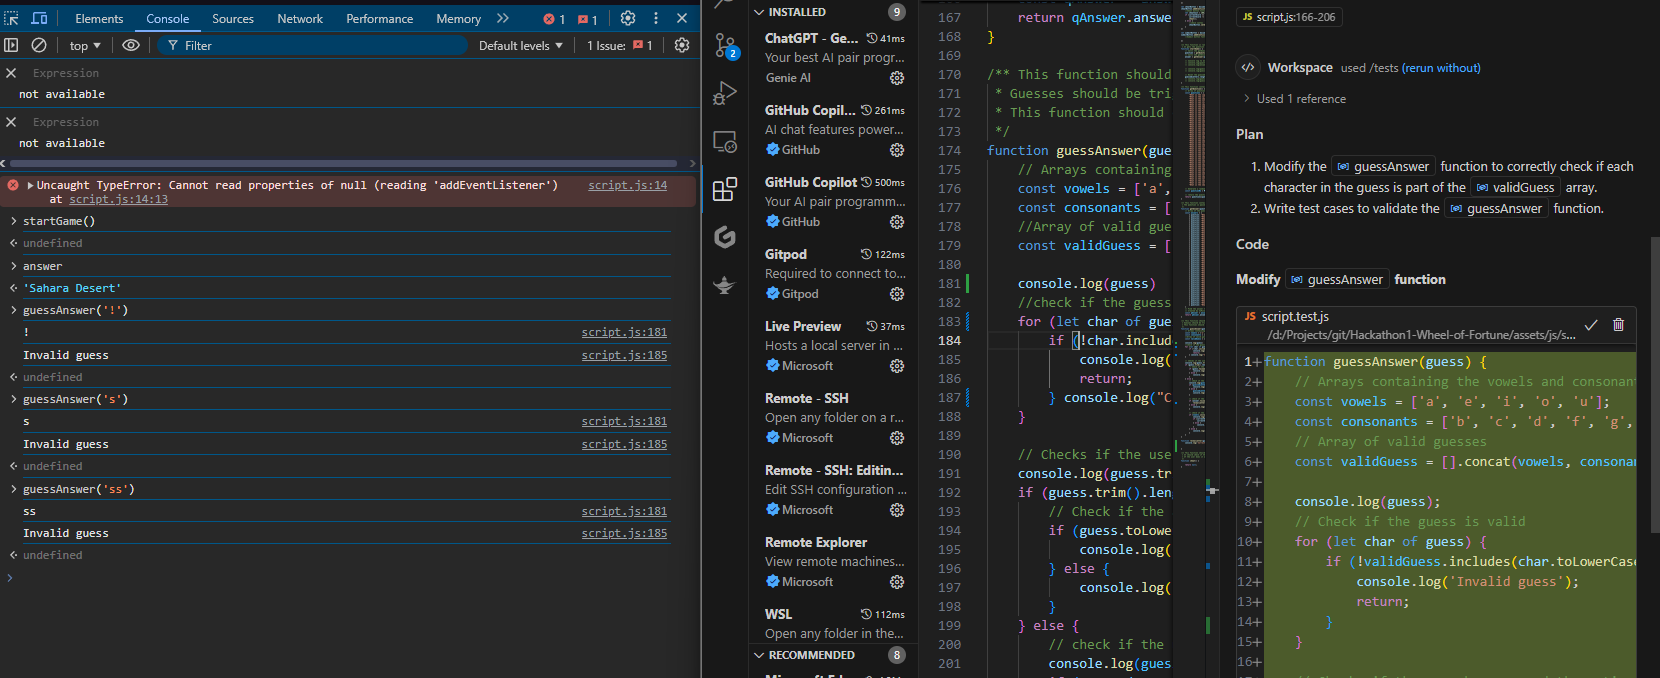 Elements Console Sources Network Performance Memory 1 1
top Filter Default levels 1 Issue: 1
Expression
not available
Expression
not available
Uncaught TypeError: Cannot read properties of null (reading 'addEventListener') script.js:14
at script.js:14:13
startGame()
undefined
answer
'Sahara Desert'
guessAnswer('!')
! script.js:181
Invalid guess script.js:185
undefined
guessAnswer('s')
s script.js:181
Invalid guess script.js:185
undefined
guessAnswer('ss')
ss script.js:181
Invalid guess script.js:185
undefined
2
INSTALLED 9
ChatGPT - Ge... 41ms
Your best AI pair progr...
Genie AI
GitHub Copil... 261ms
AI chat features power...
GitHub
GitHub Copilot 500ms
Your AI pair programm...
GitHub
Gitpod 122ms
Required to connect to...
Gitpod
Live Preview 37ms
Hosts a local server in ...
Microsoft
Remote - SSH
Open any folder on a r...
Microsoft
Remote - SSH: Editin...
Edit SSH configuration ...
Microsoft
Remote Explorer
View remote machines...
Microsoft
WSL 112ms
Open any folder in the...
RECOMMENDED 8
167 return qAnswer.answe
168 }
169
170 /** This function should
171 * Guesses should be tri
172 * This function should
173 */
174 function guessAnswer(gue
175 // Arrays containing
176 const vowels = ['a',
177 const consonants = [
178 //Array of valid gue
179 const validGuess = [
180
181 console.log(guess)
182 //check if the guess
183 for (let char of gue
184 if (!char.includ
185 console.log(
186 return;
187 } console.log("C
188 }
189
190 // Checks if the use
191 console.log(guess.tr
192 if (guess.trim().len
193 // Check if the
194 if (guess.toLowe
195 console.log(
196 } else {
197 console.log(
198 }
199 } else {
200 // check if the
201 console.log(gues
JS script.js:166-206
Workspace used /tests (rerun without)
Used 1 reference
Plan
1. Modify the guessAnswer function to correctly check if each
character in the guess is part of the validGuess array.
2. Write test cases to validate the guessAnswer function.
Code
Modify guessAnswer function
JS script.test.js
/d:/Projects/git/Hackathon1-Wheel-of-Fortune/assets/js/s...
1+ function guessAnswer(guess) {
2+ // Arrays containing the vowels and consonan
3+ const vowels = ['a', 'e', 'i', 'o', 'u'];
4+ const consonants = ['b', 'c', 'd', 'f', 'g',
5+ // Array of valid guesses
6+ const validGuess = [].concat(vowels, consonan
7+
8+ console.log(guess);
9+ // Check if the guess is valid
10+ for (let char of guess) {
11+ if (!validGuess.includes(char.toLowerCase
12+ console.log('Invalid guess');
13+ return;
14+ }
15+ }
16+